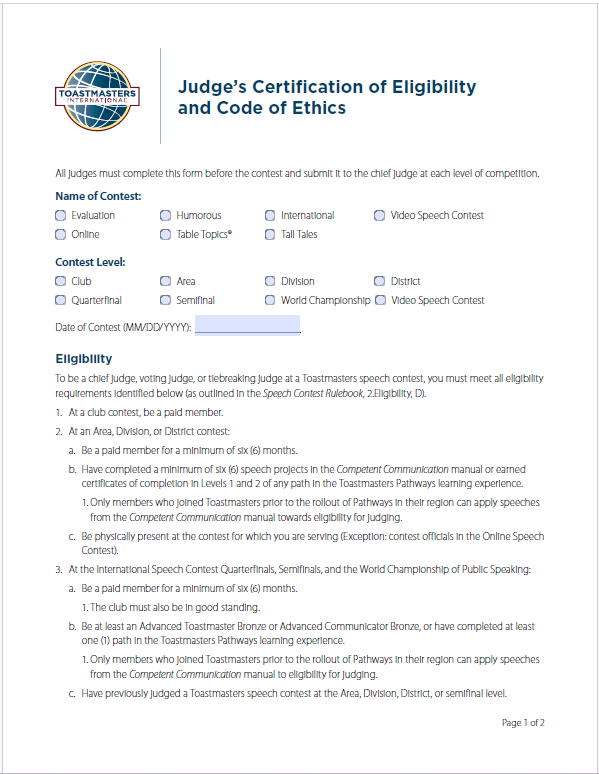 TOASTMASTERS
INTERNATIONAL
Judge's Certification of Eligibility
and Code of Ethics
All judges must complete this form before the contest and submit it to the chief judge at each level of competition.
Name of Contest:
Evaluation Humorous International Video Speech Contest
Online Table Topics® Tall Tales
Contest Level:
Club Area Division District
Quarterfinal Semifinal World Championship Video Speech Contest
Date of Contest (MM/DD/YYYY):
Eligibility
To be a chief judge, voting judge, or tiebreaking judge at a Toastmasters speech contest, you must meet all eligibility
requirements identified below (as outlined in the Speech Contest Rulebook, 2.Eligibility, D).
1. At a club contest, be a paid member.
2. At an Area, Division, or District contest:
a. Be a paid member for a minimum of six (6) months.
b. Have completed a minimum of six (6) speech projects in the Competent Communication manual or earned
certificates of completion in Levels 1 and 2 of any path in the Toastmasters Pathways learning experience.
1. Only members who joined Toastmasters prior to the rollout of Pathways in their region can apply speeches
from the Competent Communication manual towards eligibility for judging.
c. Be physically present at the contest for which you are serving (Exception: contest officials in the Online Speech
Contest).
3. At the International Speech Contest Quarterfinals, Semifinals, and the World Championship of Public Speaking:
a. Be a paid member for a minimum of six (6) months.
1. The club must also be in good standing.
b. Be at least an Advanced Toastmaster Bronze or Advanced Communicator Bronze, or have completed at least
one (1) path in the Toastmasters Pathways learning experience.
1. Only members who joined Toastmasters prior to the rollout of Pathways in their region can apply speeches
from the Competent Communication manual to eligibility for judging.
c. Have previously judged a Toastmasters speech contest at the Area, Division, District, or semifinal level.
Page 1 of 2